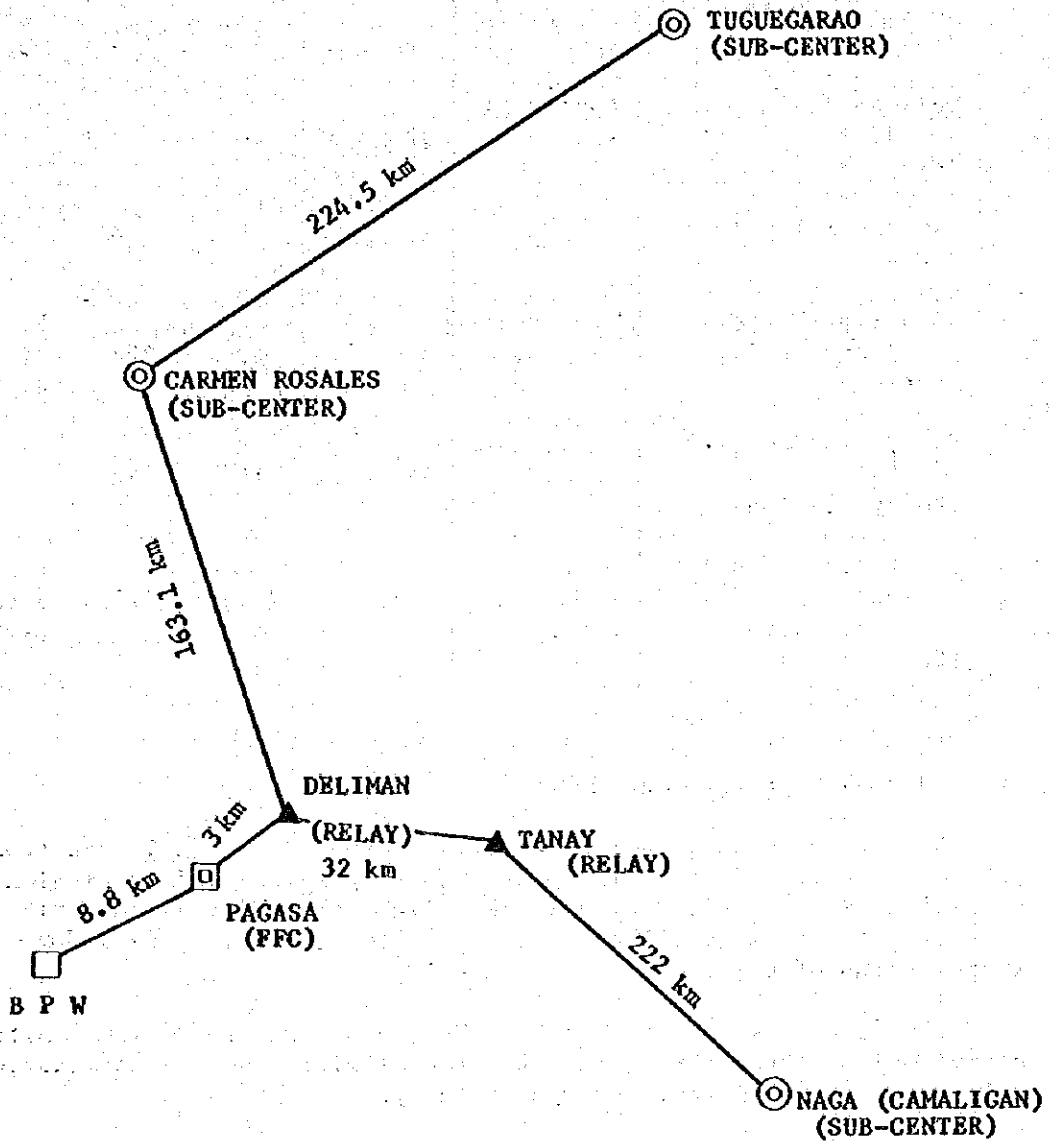 TUGUEGARAO
(SUB-CENTER)
224.5 km
CARMEN ROSALES
(SUB-CENTER)
163.1 km
DELIMAN
(RELAY)
32 km
3 km
TANAY
(RELAY)
8.8 km
PAGASA
(FFC)
222 km
B P W
NAGA (CAMALIGAN)
(SUB-CENTER)